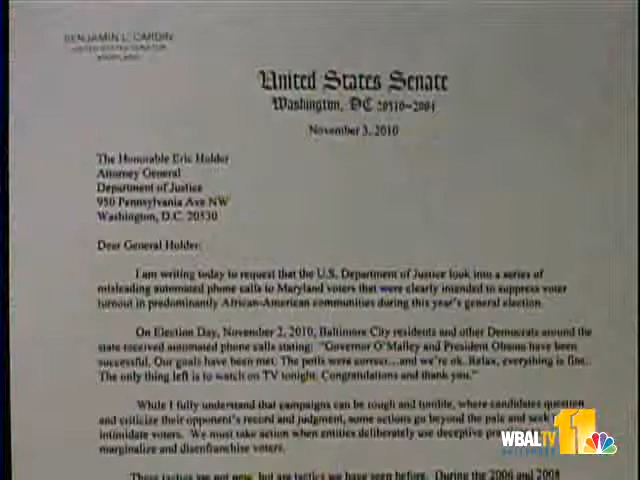 BENJAMIN L. CARDIN
UNITED STATES SENATOR
MARYLAND
United States Senate
Washington, DC 20510-2004
November 3, 2010
The Honorable Eric Holder
Attorney General
Department of Justice
950 Pennsylvania Ave NW
Washington, D.C. 20530
Dear General Holder:
I am writing today to request that the U.S. Department of Justice look into a series of
misleading automated phone calls to Maryland voters that were clearly intended to suppress voter
turnout in predominantly African-American communities during this year's general election.
On Election Day, November 2, 2010, Baltimore City residents and other Democrats around the
state received automated phone calls stating: "Governor O'Malley and President Obama have been
successful. Our goals have been met. The polls were correct....and we're ok. Relax, everything is fine.
The only thing left is to watch on TV tonight. Congratulations and thank you."
While I fully understand that campaigns can be rough and tumble, where candidates question
and criticize their opponent's record and judgment, some actions go beyond the pale and seek
intimidate voters. We must take action when entities deliberately use deceptive
marginalize and disenfranchise voters.
These tactics are not new, but are tactics we have seen before. During the 2006 and 2008
WBALTV 11